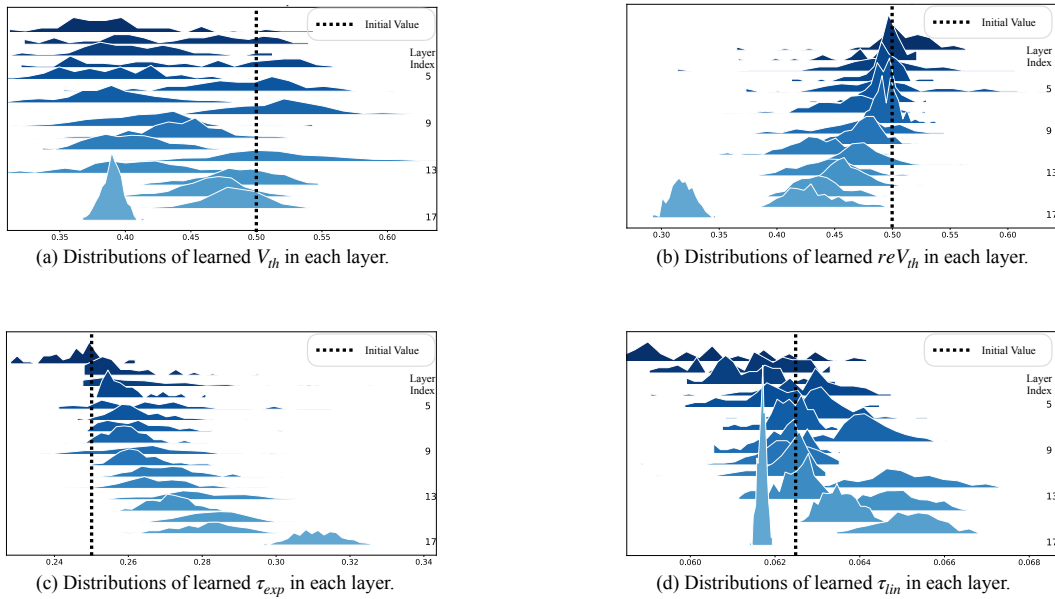 Initial Value
Layer
Index
5
9
13
17
0.35 0.40 0.45 0.50 0.55 0.60
(a) Distributions of learned V_th in each layer.
Initial Value
Layer
Index
5
9
13
17
0.30 0.35 0.40 0.45 0.50 0.55 0.60
(b) Distributions of learned reV_th in each layer.
Initial Value
Layer
Index
5
9
13
17
0.24 0.26 0.28 0.30 0.32 0.34
(c) Distributions of learned τ_exp in each layer.
Initial Value
Layer
Index
5
9
13
17
0.060 0.062 0.064 0.066 0.068
(d) Distributions of learned τ_lin in each layer.